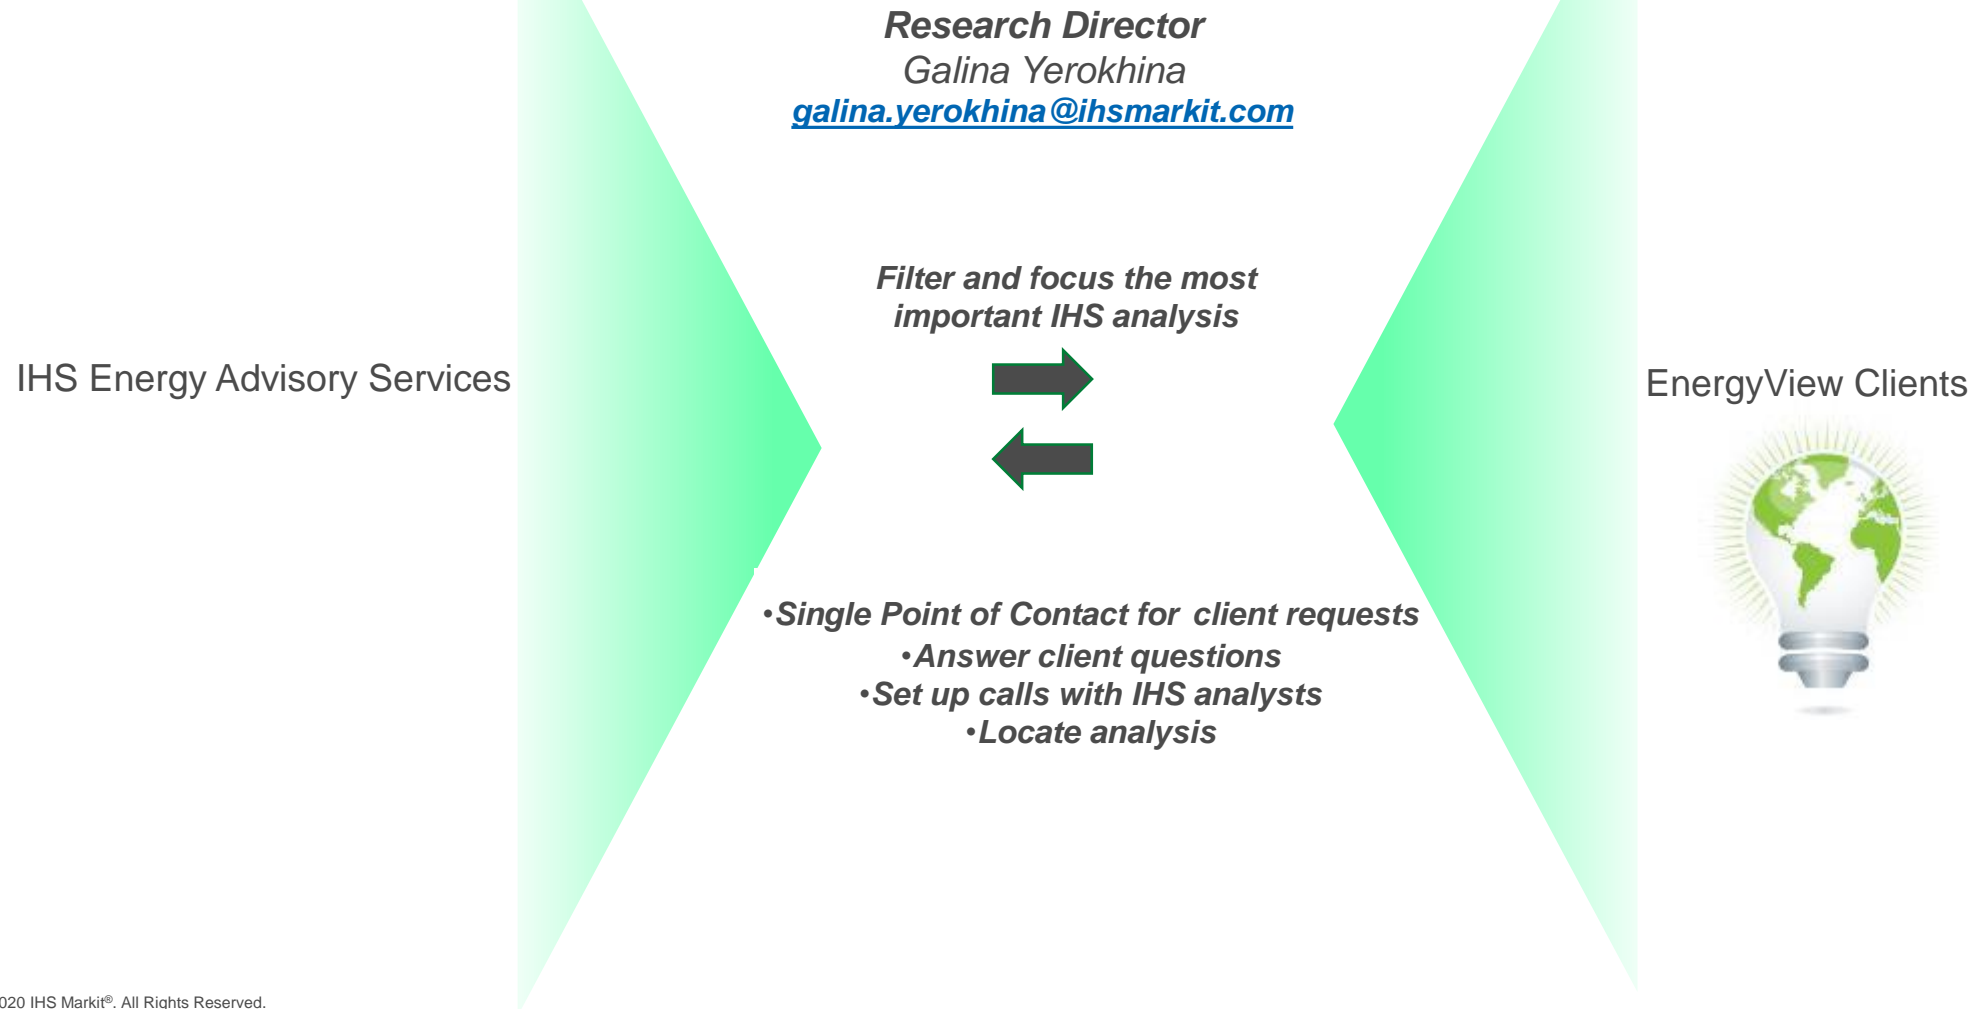 Research Director
Galina Yerokhina
galina.yerokhina@ihsmarkit.com
Filter and focus the most
important IHS analysis
IHS Energy Advisory Services
EnergyView Clients
•Single Point of Contact for client requests
•Answer client questions
•Set up calls with IHS analysts
•Locate analysis
020 IHS Markit®. All Rights Reserved.